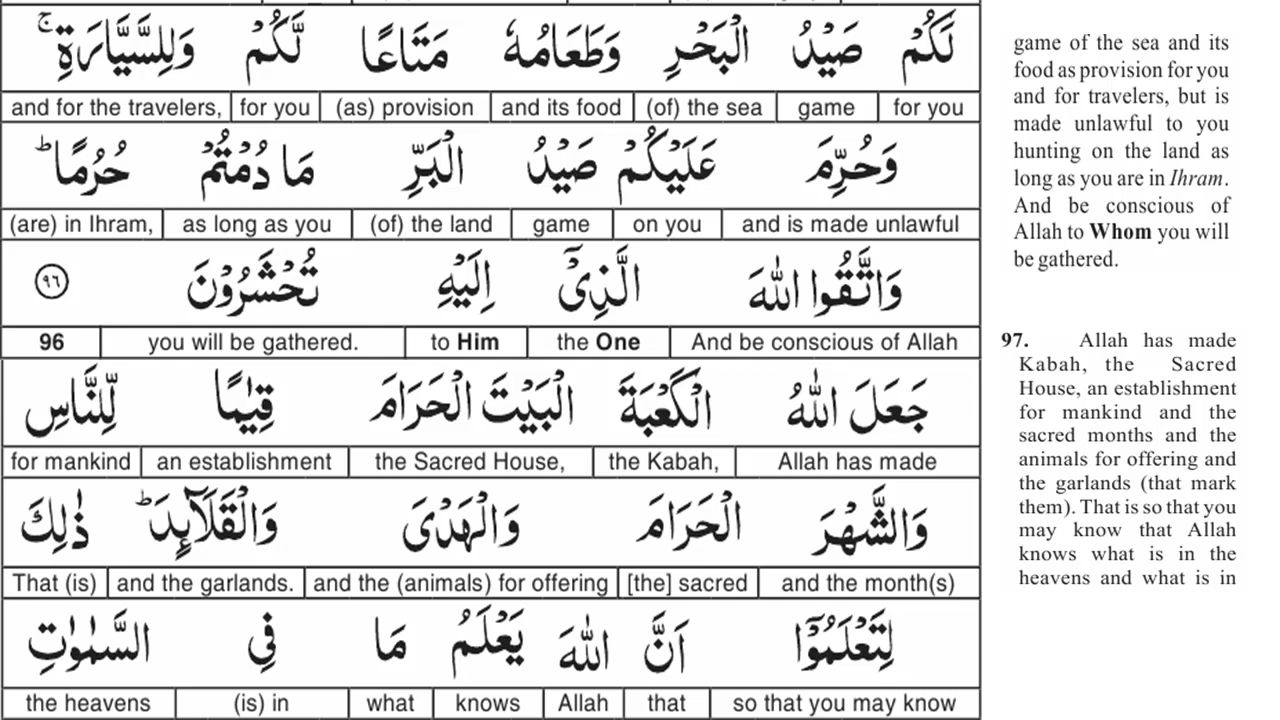 لَكُمْ صَيْدُ الْبَحْرِ وَطَعَامُهٗ مَتَاعًا لَّكُمْ وَلِلسَّيَّارَةِ ۚ
for you | game | (of) the sea | and its food | (as) provision | for you | and for the travelers,
وَحُرِّمَ عَلَيْكُمْ صَيْدُ الْبَرِّ مَا دُمْتُمْ حُرُمًا ؕ
and is made unlawful | on you | game | (of) the land | as long as you | (are) in Ihram,
وَاتَّقُوا اللّٰهَ الَّذِىْۤ اِلَيْهِ تُحْشَرُوْنَ ٩٦
And be conscious of Allah | the One | to Him | you will be gathered. | 96
جَعَلَ اللّٰهُ الْكَعْبَةَ الْبَيْتَ الْحَرَامَ قِيٰمًا لِّلنَّاسِ
Allah has made | the Kabah, | the Sacred House, | an establishment | for mankind
وَالشَّهْرَ الْحَرَامَ وَالْهَدْىَ وَالْقَلَآئِدَ ؕ ذٰلِكَ
and the month(s) | [the] sacred | and the (animals) for offering | and the garlands. | That (is)
لِتَعْلَمُوْۤا اَنَّ اللّٰهَ يَعْلَمُ مَا فِى السَّمٰوٰتِ
so that you may know | that | Allah | knows | what | (is) in | the heavens
game of the sea and its
food as provision for you
and for travelers, but is
made unlawful to you
hunting on the land as
long as you are in Ihram.
And be conscious of
Allah to Whom you will
be gathered.
97. Allah has made
Kabah, the Sacred
House, an establishment
for mankind and the
sacred months and the
animals for offering and
the garlands (that mark
them). That is so that you
may know that Allah
knows what is in the
heavens and what is in